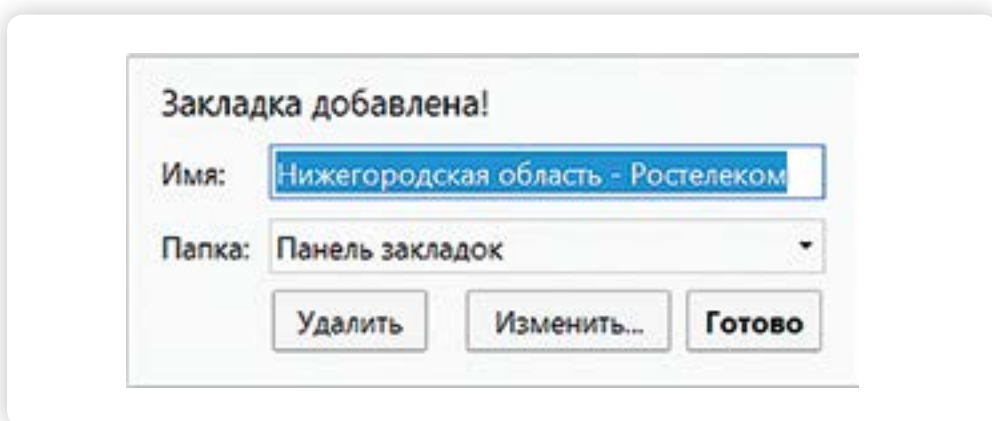 Закладка добавлена!
Имя: Нижегородская область - Ростелеком
Папка: Панель закладок
Удалить Изменить... Готово